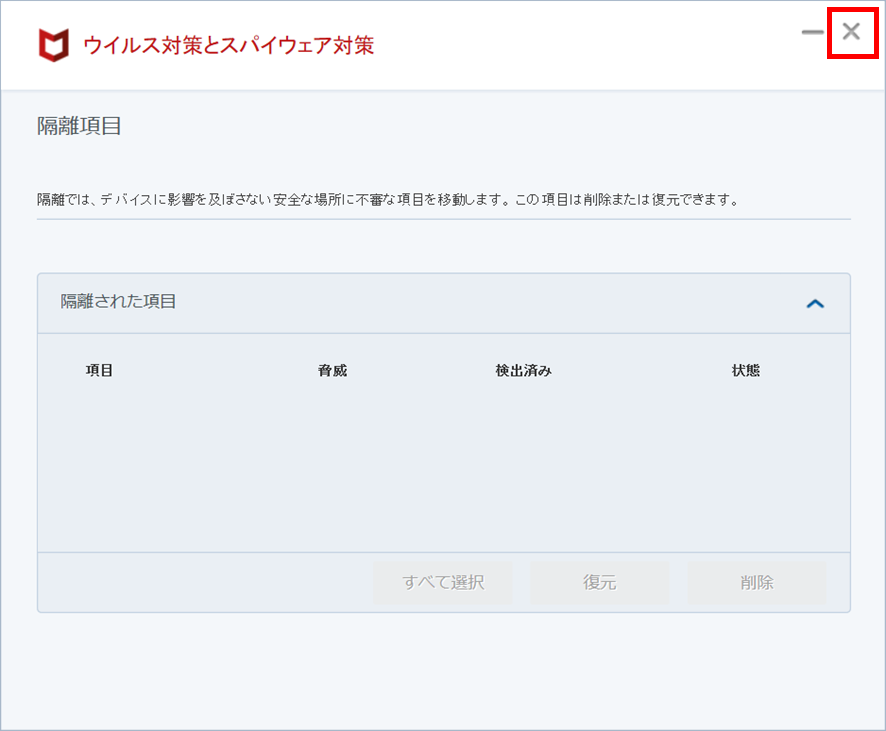 ウイルス対策とスパイウェア対策
隔離項目
隔離では、デバイスに影響を及ぼさない安全な場所に不審な項目を移動します。この項目は削除または復元できます。
隔離された項目
項目 脅威 検出済み 状態
すべて選択 復元 削除